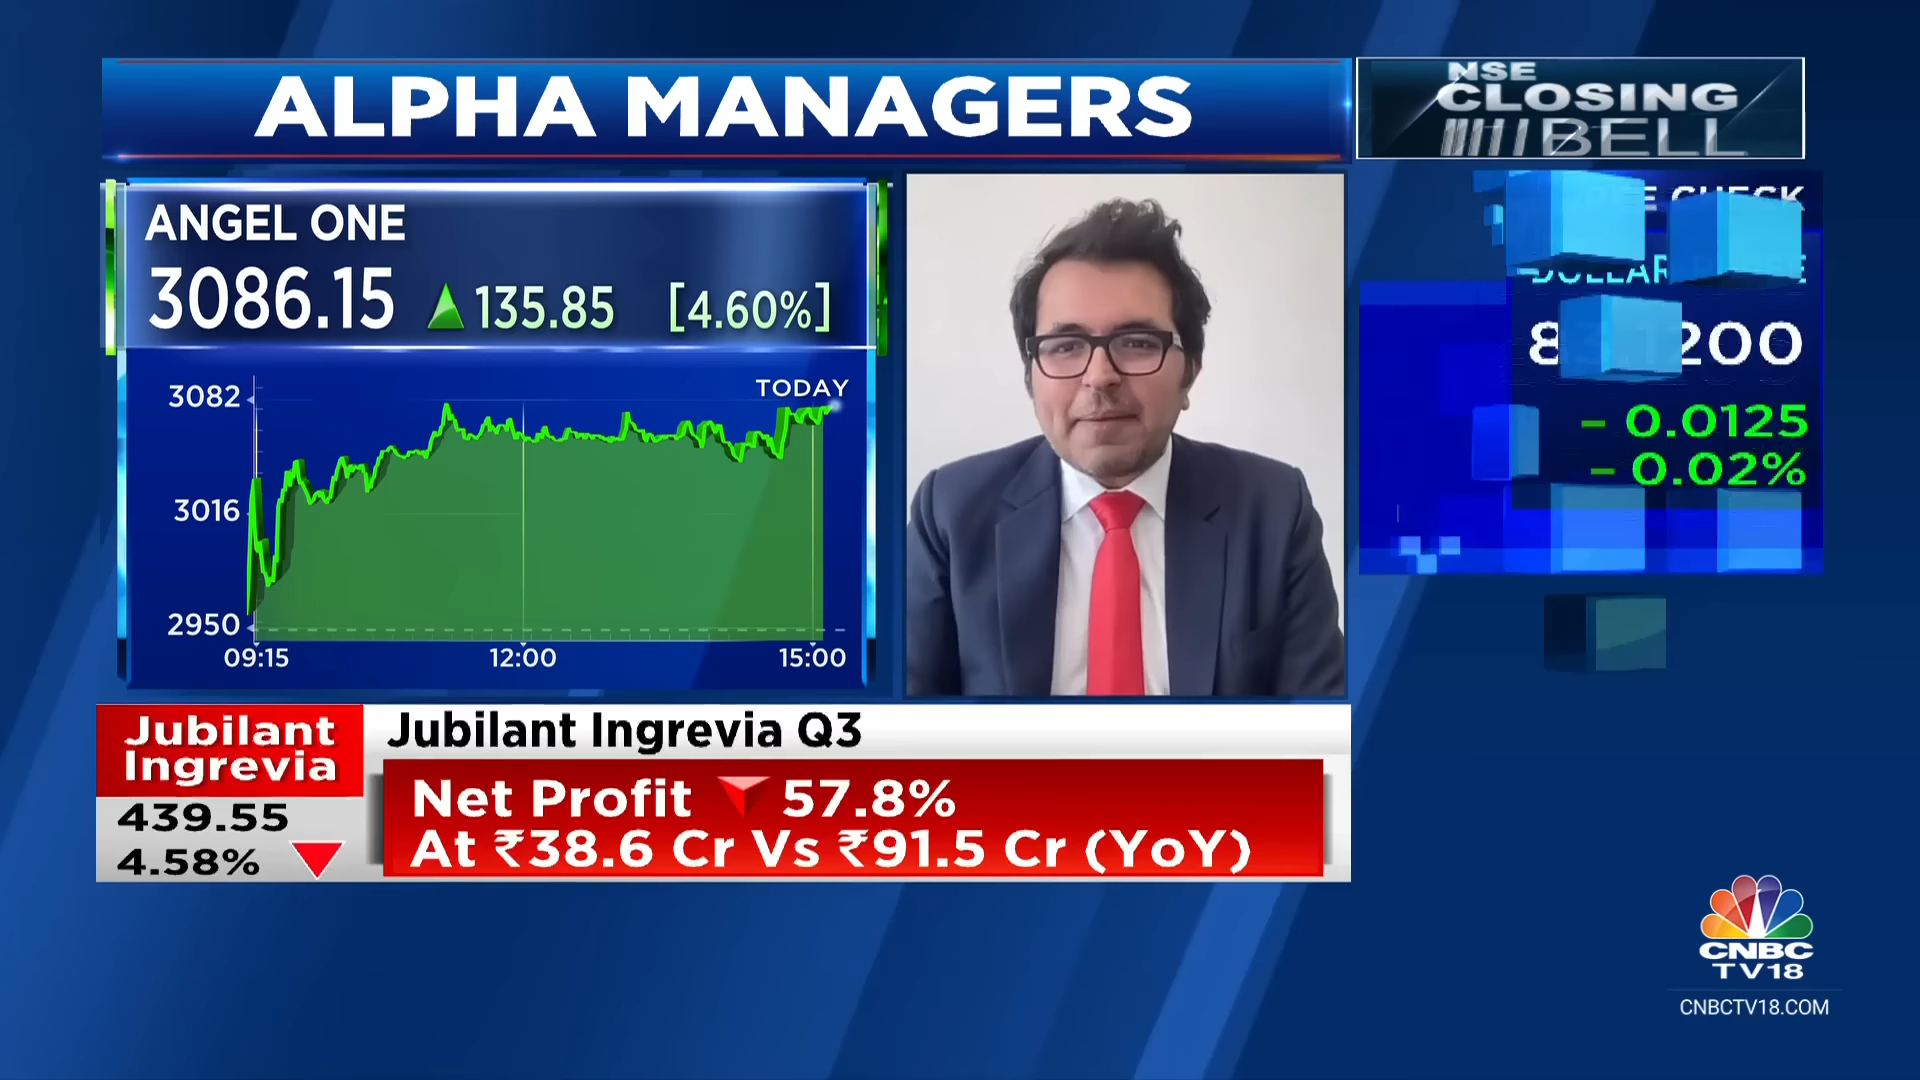 ALPHA MANAGERS
NSE
CLOSING
BELL
ANGEL ONE
3086.15 ▲ 135.85 [4.60%]
TODAY
3082
3016
2950
09:15 12:00 15:00
CHECK
200
- 0.0125
- 0.02%
Jubilant
Ingrevia
439.55
4.58% ▼
Jubilant Ingrevia Q3
Net Profit ▼ 57.8%
At ₹38.6 Cr Vs ₹91.5 Cr (YoY)
CNBC
TV18
CNBCTV18.COM